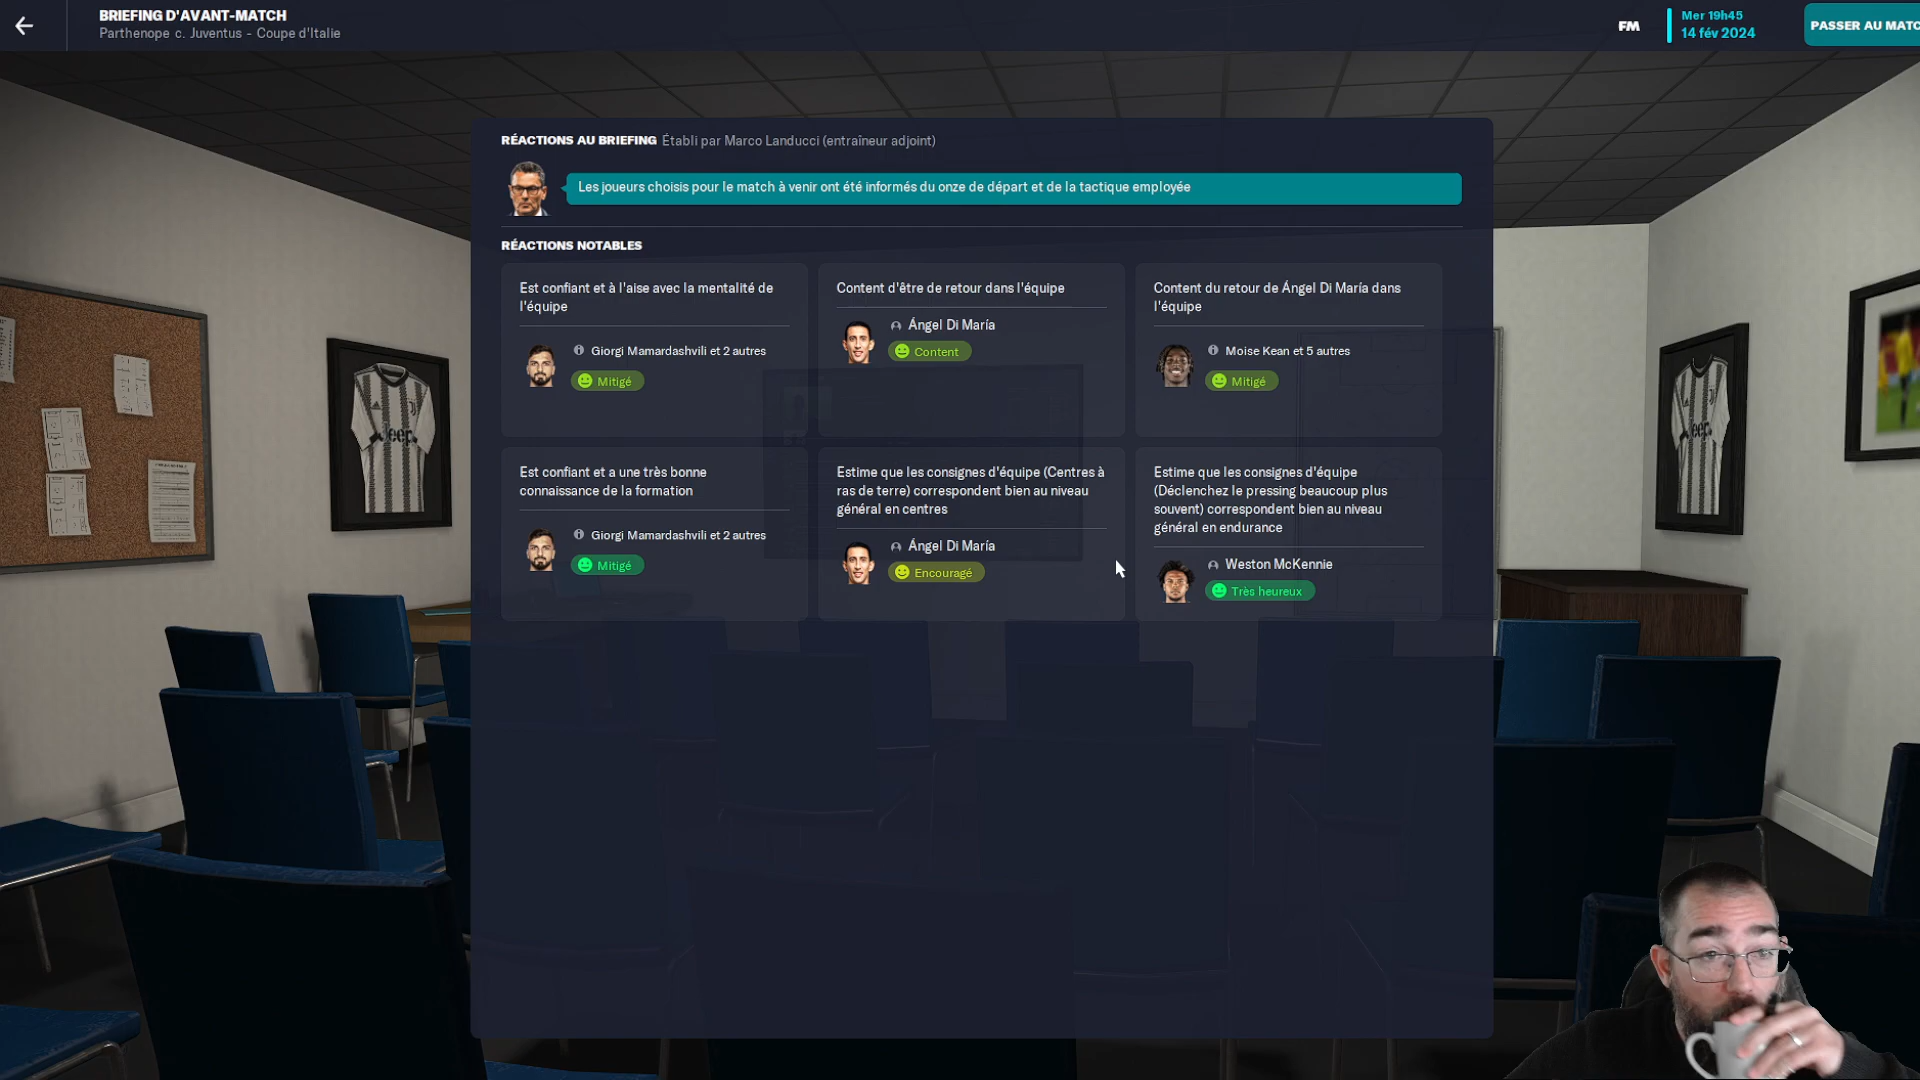 BRIEFING D'AVANT-MATCH
Parthenope c. Juventus - Coupe d'Italie
FM
Mer 19h45
14 fév 2024
PASSER AU MATC
RÉACTIONS AU BRIEFING Établi par Marco Landucci (entraîneur adjoint)
Les joueurs choisis pour le match à venir ont été informés du onze de départ et de la tactique employée
RÉACTIONS NOTABLES
Est confiant et à l'aise avec la mentalité de
l'équipe
Giorgi Mamardashvili et 2 autres
Mitigé
Content d'être de retour dans l'équipe
Ángel Di María
Content
Content du retour de Ángel Di María dans
l'équipe
Moise Kean et 5 autres
Mitigé
Est confiant et a une très bonne
connaissance de la formation
Giorgi Mamardashvili et 2 autres
Mitigé
Estime que les consignes d'équipe (Centres à
ras de terre) correspondent bien au niveau
général en centres
Ángel Di María
Encouragé
Estime que les consignes d'équipe
(Déclenchez le pressing beaucoup plus
souvent) correspondent bien au niveau
général en endurance
Weston McKennie
Très heureux
Jeep